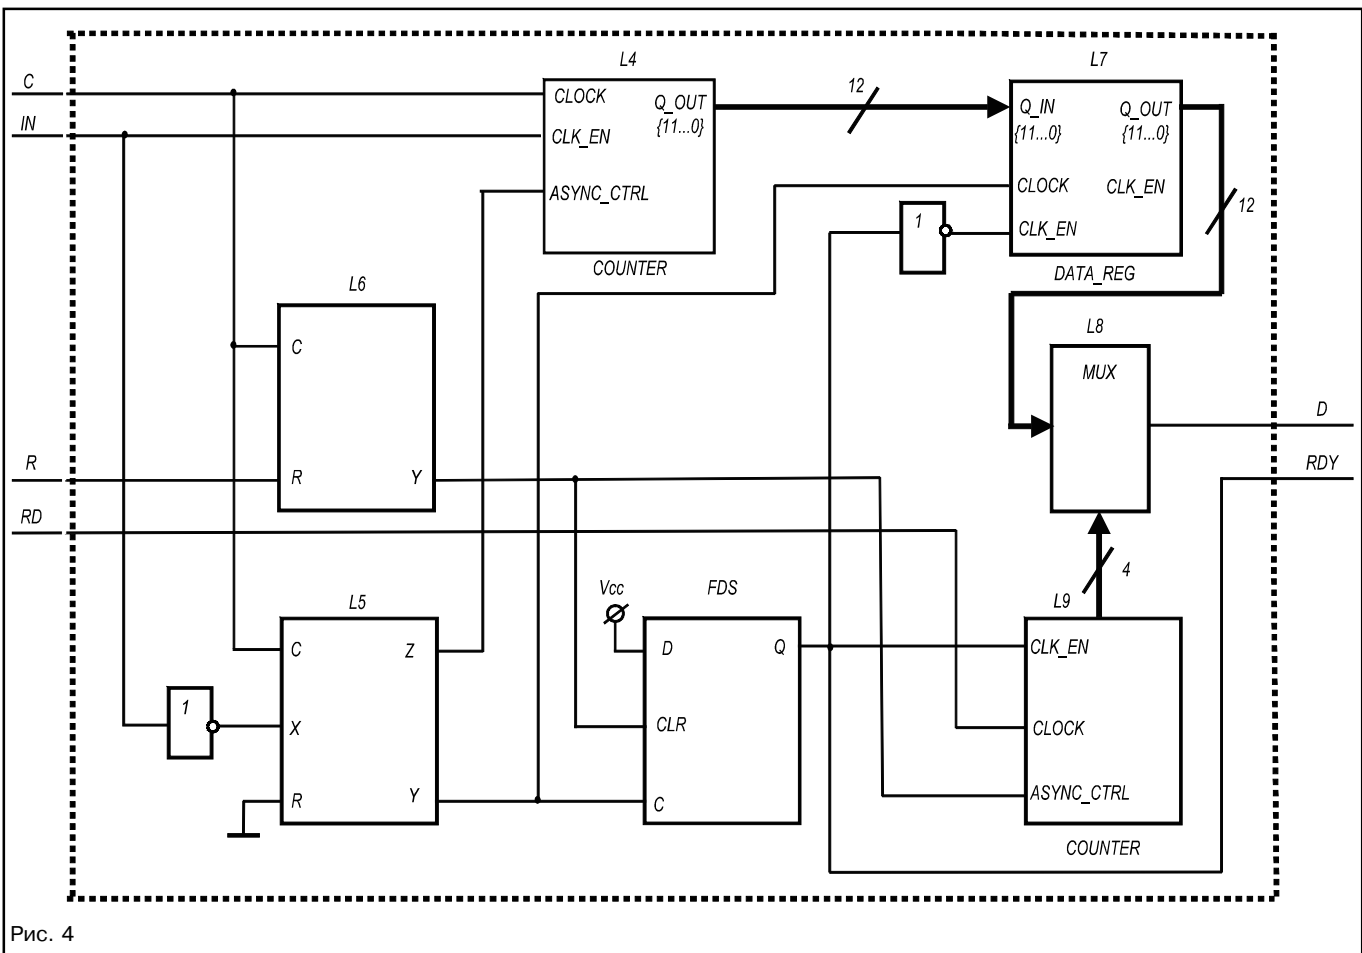 C
IN
R
RD
L4
CLOCK
Q_OUT
{11...0}
CLK_EN
ASYNC_CTRL
COUNTER
12
L7
Q_IN
{11...0}
Q_OUT
{11...0}
CLOCK
CLK_EN
CLK_EN
DATA_REG
1
12
L6
C
R
Y
L8
MUX
D
RDY
4
L5
C
Z
X
R
Y
1
Vcc
FDS
D
Q
CLR
C
L9
CLK_EN
CLOCK
ASYNC_CTRL
COUNTER
Рис. 4